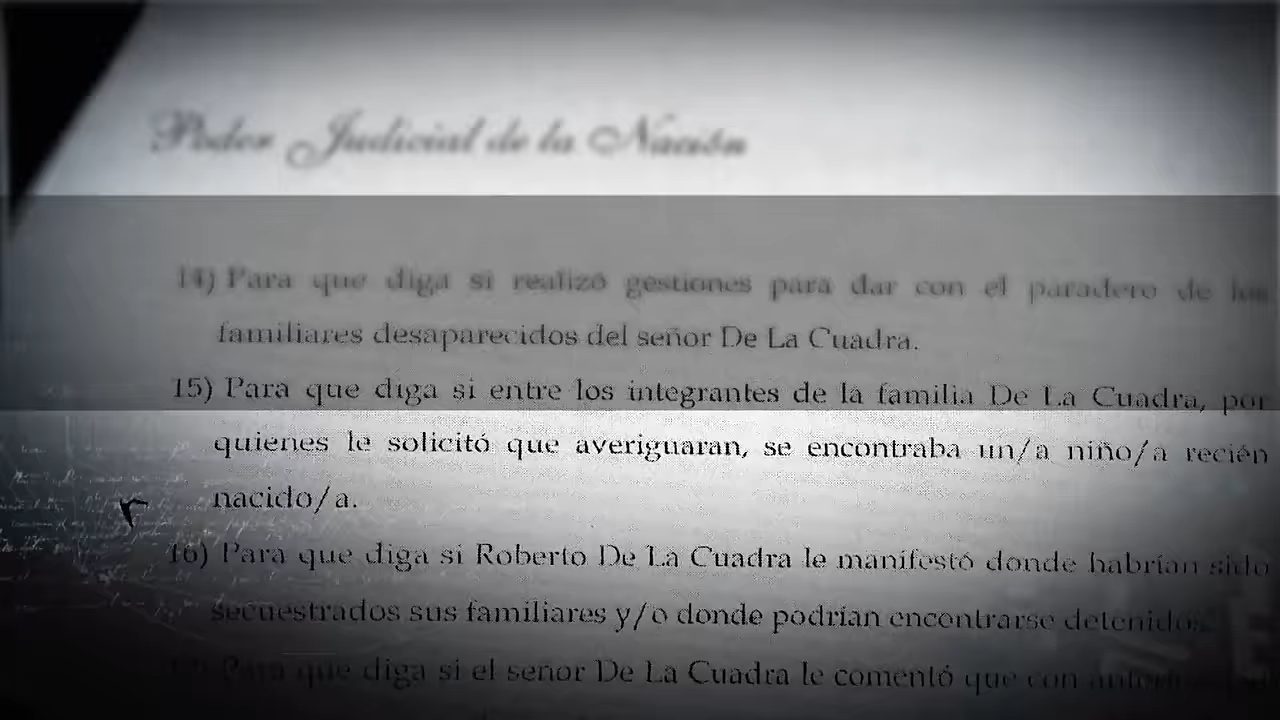 Poder Judicial de la Nación
14) Para que diga si realizó gestiones para dar con el paradero de los
familiares desaparecidos del señor De La Cuadra.
15) Para que diga si entre los integrantes de la familia De La Cuadra, por
quienes le solicitó que averiguaran, se encontraba un/a niño/a recién
nacido/a.
16) Para que diga si Roberto De La Cuadra le manifestó donde habrían sido
secuestrados sus familiares y/o donde podrían encontrarse detenidos.
17) Para que diga si el señor De La Cuadra le comentó que con